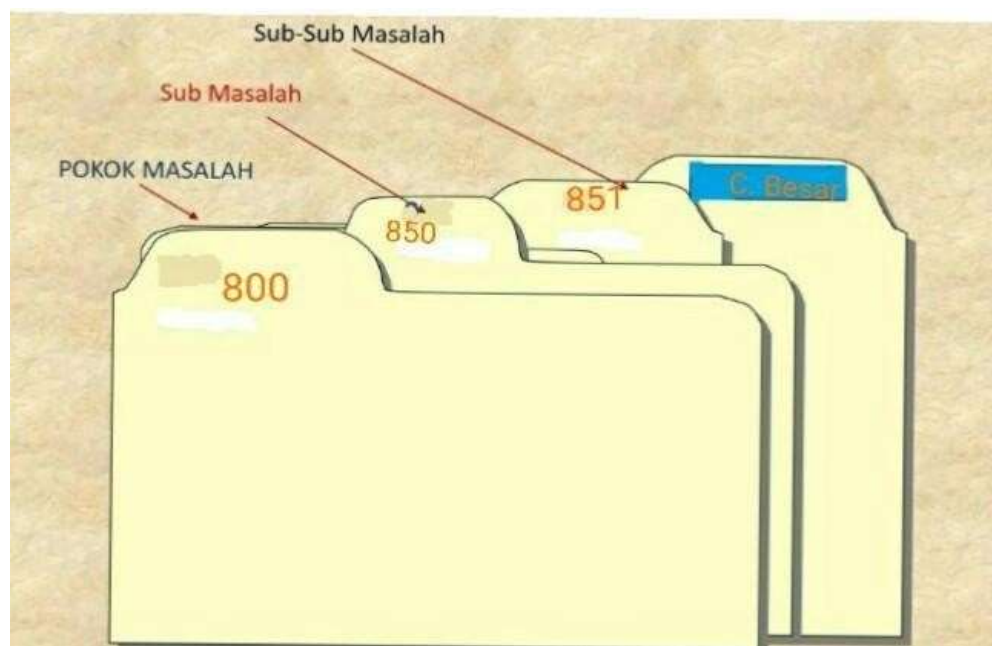 Sub-Sub Masalah
Sub Masalah
POKOK MASALAH
C. Besar
851
850
800